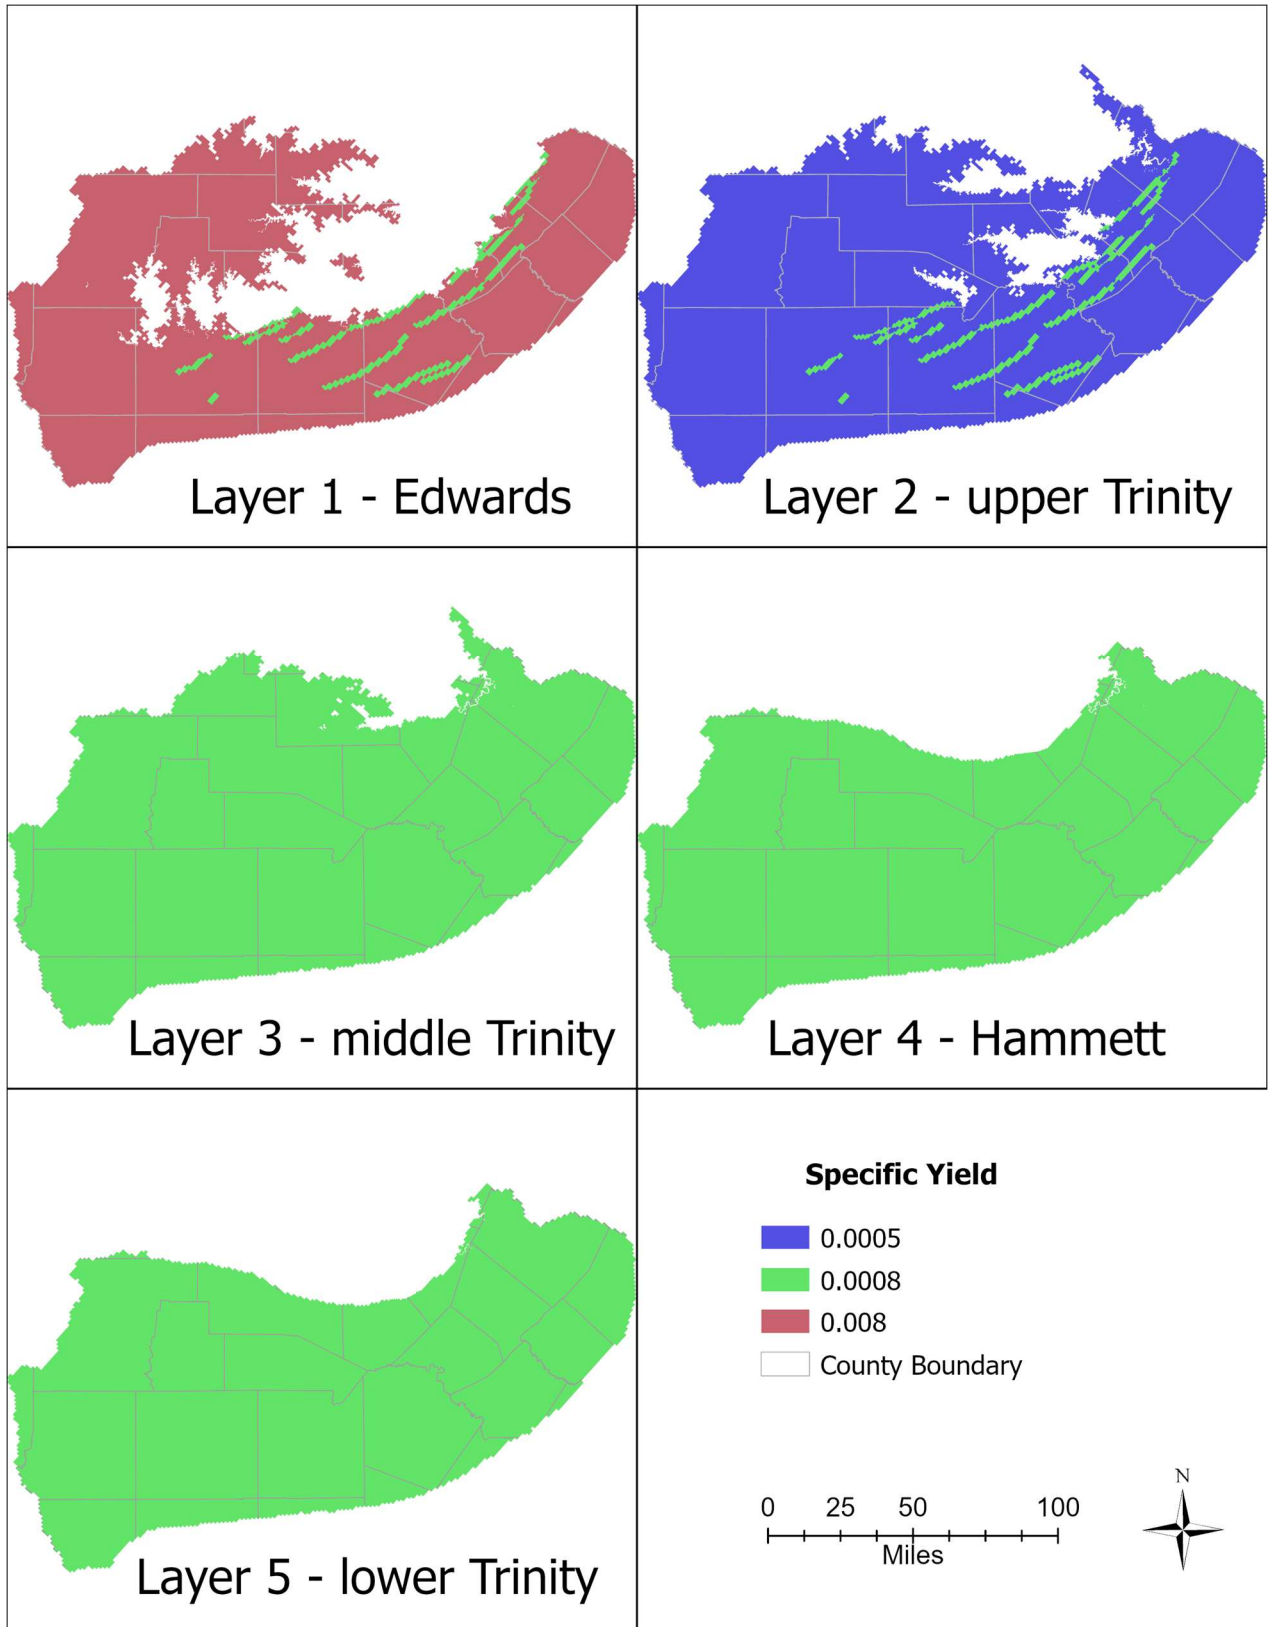 Layer 1 - Edwards
Layer 2 - upper Trinity
Layer 3 - middle Trinity
Layer 4 - Hammett
Layer 5 - lower Trinity
Specific Yield
0.0005
0.0008
0.008
County Boundary
N
0 25 50 100
Miles